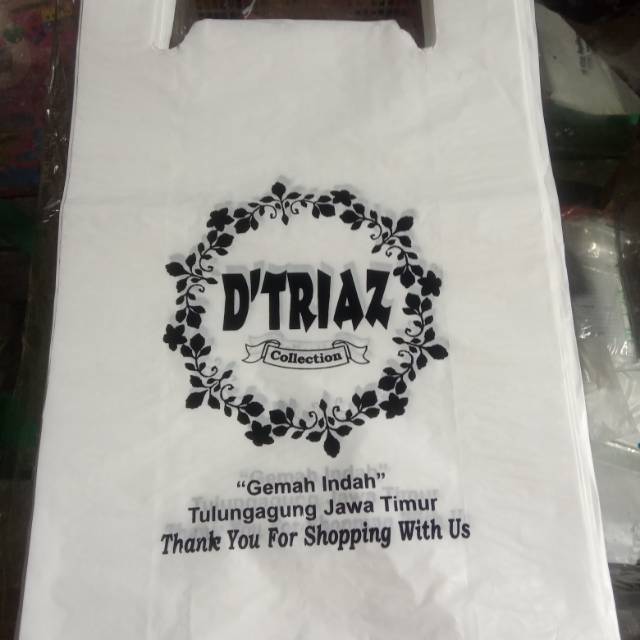 D'TRIAZ
Collection
“Gemah Indah”
Tulungagung Jawa Timur
Thank You For Shopping With Us